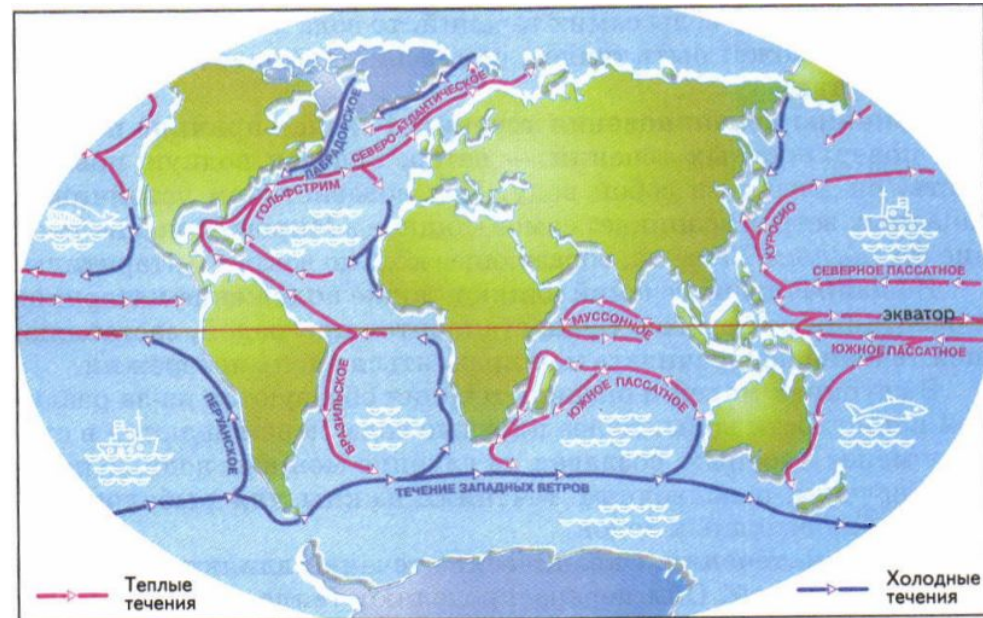 ЛАБРАДОРСКОЕ
СЕВЕРО-АТЛАНТИЧЕСКОЕ
ГОЛЬФСТРИМ
КУРОСИО
СЕВЕРНОЕ ПАССАТНОЕ
МУССОННОЕ
экватор
ЮЖНОЕ ПАССАТНОЕ
ПЕРУАНСКОЕ
БРАЗИЛЬСКОЕ
ЮЖНОЕ ПАССАТНОЕ
ТЕЧЕНИЕ ЗАПАДНЫХ ВЕТРОВ
Теплые
течения
Холодные
течения